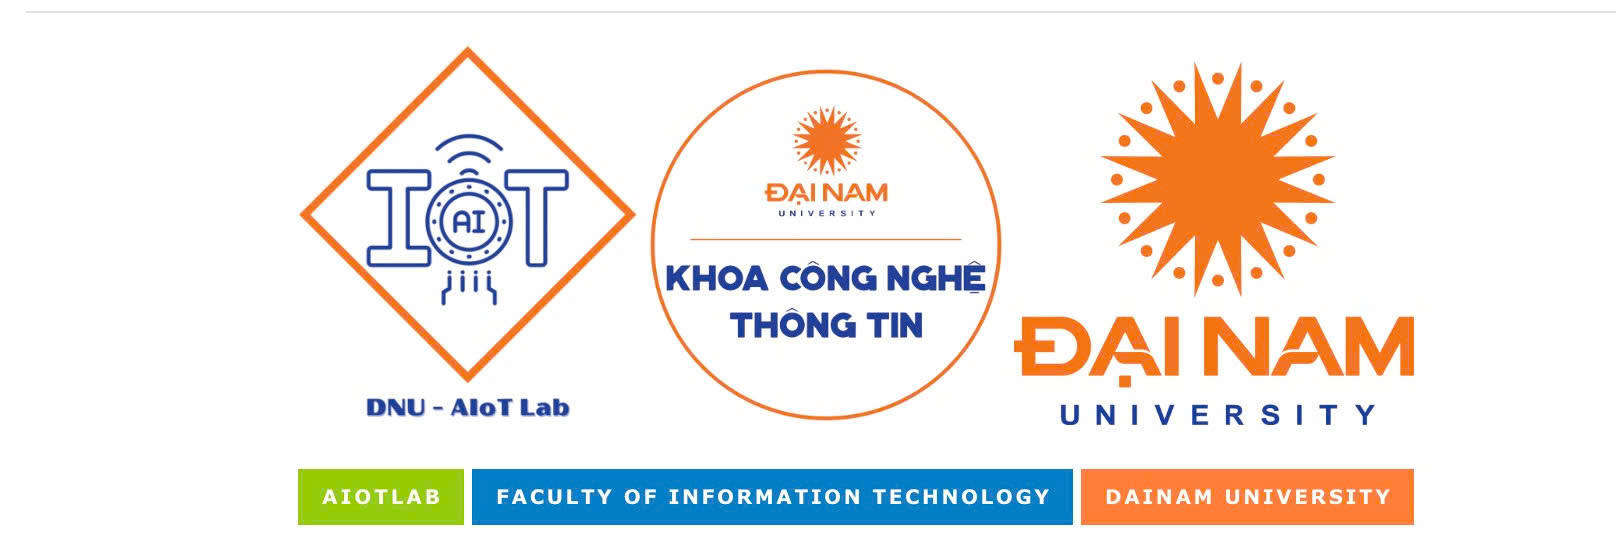 IOT
AI
DNU - AIoT Lab
ĐẠI NAM
UNIVERSITY
KHOA CÔNG NGHỆ
THÔNG TIN
ĐẠI NAM
UNIVERSITY
AIOTLAB
FACULTY OF INFORMATION TECHNOLOGY
DAINAM UNIVERSITY